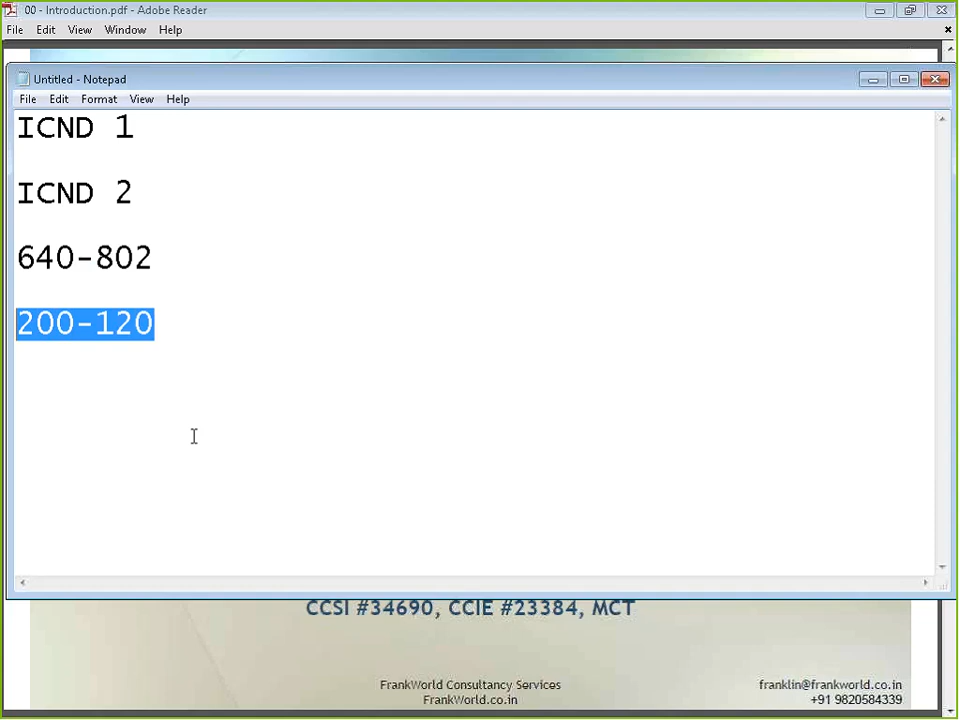 00 - Introduction.pdf - Adobe Reader
File Edit View Window Help
Untitled - Notepad
File Edit Format View Help
ICND 1
ICND 2
640-802
200-120
CCSI #34690, CCIE #23384, MCT
FrankWorld Consultancy Services
FrankWorld.co.in
franklin@frankworld.co.in
+91 9820584339